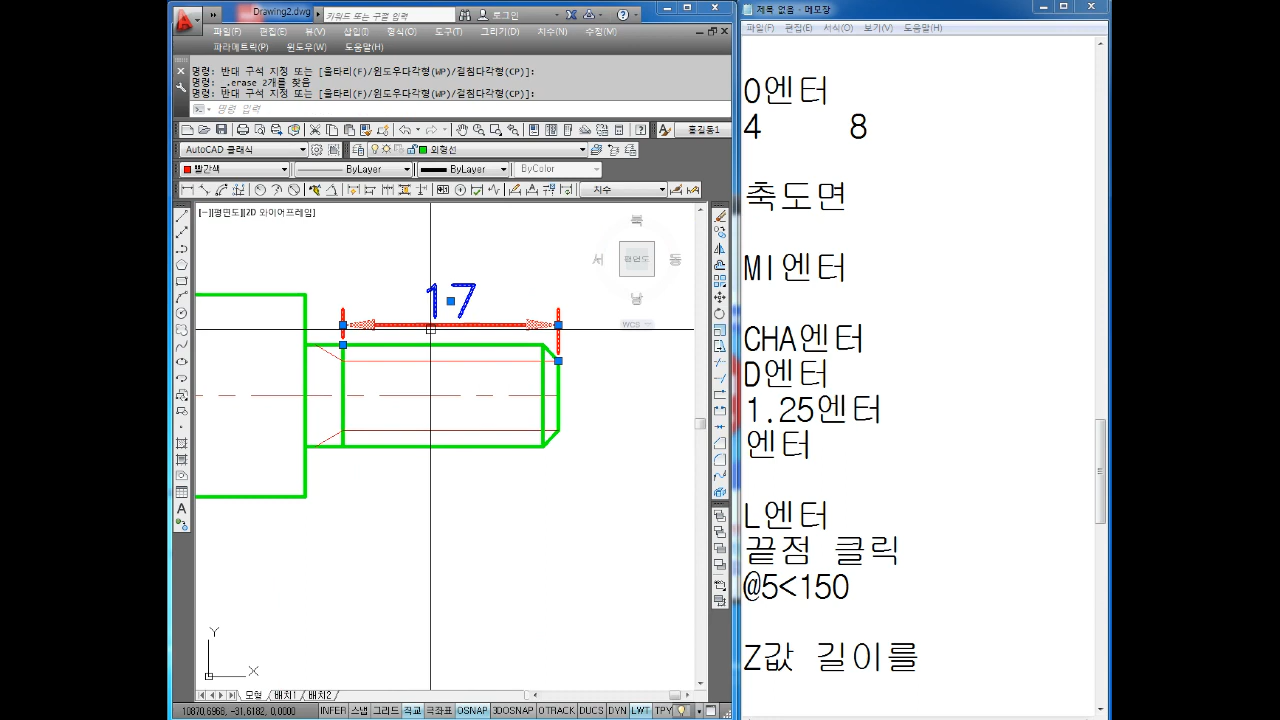 Drawing2.dwg
키워드 또는 구절 입력
로그인
파일(F) 편집(E) 뷰(V) 삽입(I) 형식(O) 도구(T) 그리기(D) 치수(N) 수정(M)
파라메트릭(P) 윈도우(W) 도움말(H)
명령: 반대 구석 지정 또는 [울타리(F)/윈도우다각형(WP)/걸침다각형(CP)]:
명령: _.erase 2개를 찾음
명령: 반대 구석 지정 또는 [울타리(F)/윈도우다각형(WP)/걸침다각형(CP)]:
명령 입력
홍길동1
AutoCAD 클래식
외형선
빨간색
ByLayer
ByLayer
ByColor
치수
[-][평면도][2D 와이어프레임]
북
서
평면도
동
남
WCS
17
Y
X
모형 배치1 배치2
10870.6968, -31.6182, 0.0000
INFER 스냅 그리드 직교 극좌표 OSNAP 3DOSNAP OTRACK DUCS DYN LWT TPY
제목 없음 - 메모장
파일(F) 편집(E) 서식(O) 보기(V) 도움말(H)
O엔터
4 8
축도면
MI엔터
CHA엔터
D엔터
1.25엔터
엔터
L엔터
끝점 클릭
@5<150
Z값 길이를